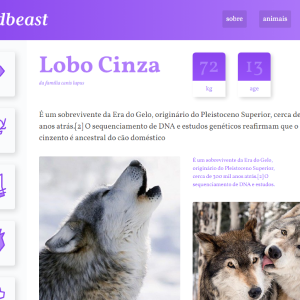 dbeast
sobre
animais
Lobo Cinza
da família canis lupus
72
kg
13
age
É um sobrevivente da Era do Gelo, originário do Pleistoceno Superior, cerca de
anos atrás.[2] O sequenciamento de DNA e estudos genéticos reafirmam que o
cinzento é ancestral do cão doméstico
É um sobrevivente da Era do Gelo,
originário do Pleistoceno Superior,
cerca de 300 mil anos atrás.[2] O
sequenciamento de DNA e estudos.